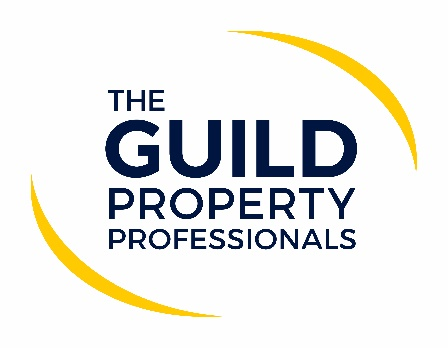 THE
GUILD
PROPERTY
PROFESSIONALS